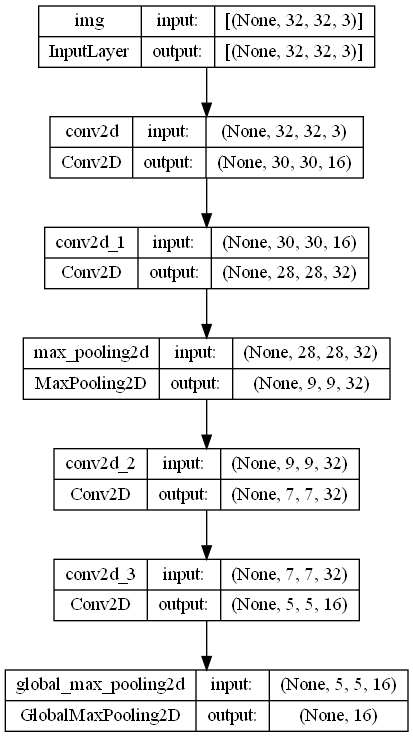 img input: [(None, 32, 32, 3)]
InputLayer output: [(None, 32, 32, 3)]
conv2d input: (None, 32, 32, 3)
Conv2D output: (None, 30, 30, 16)
conv2d_1 input: (None, 30, 30, 16)
Conv2D output: (None, 28, 28, 32)
max_pooling2d input: (None, 28, 28, 32)
MaxPooling2D output: (None, 9, 9, 32)
conv2d_2 input: (None, 9, 9, 32)
Conv2D output: (None, 7, 7, 32)
conv2d_3 input: (None, 7, 7, 32)
Conv2D output: (None, 5, 5, 16)
global_max_pooling2d input: (None, 5, 5, 16)
GlobalMaxPooling2D output: (None, 16)